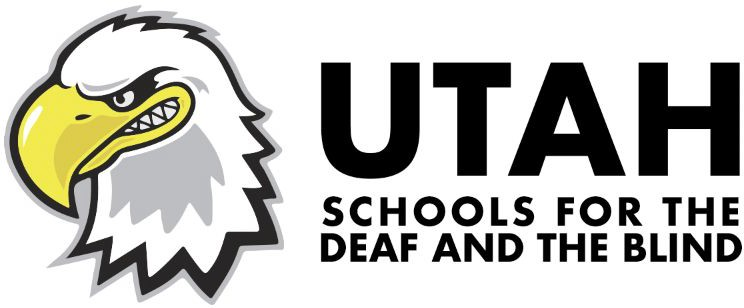 UTAH
SCHOOLS FOR THE
DEAF AND THE BLIND